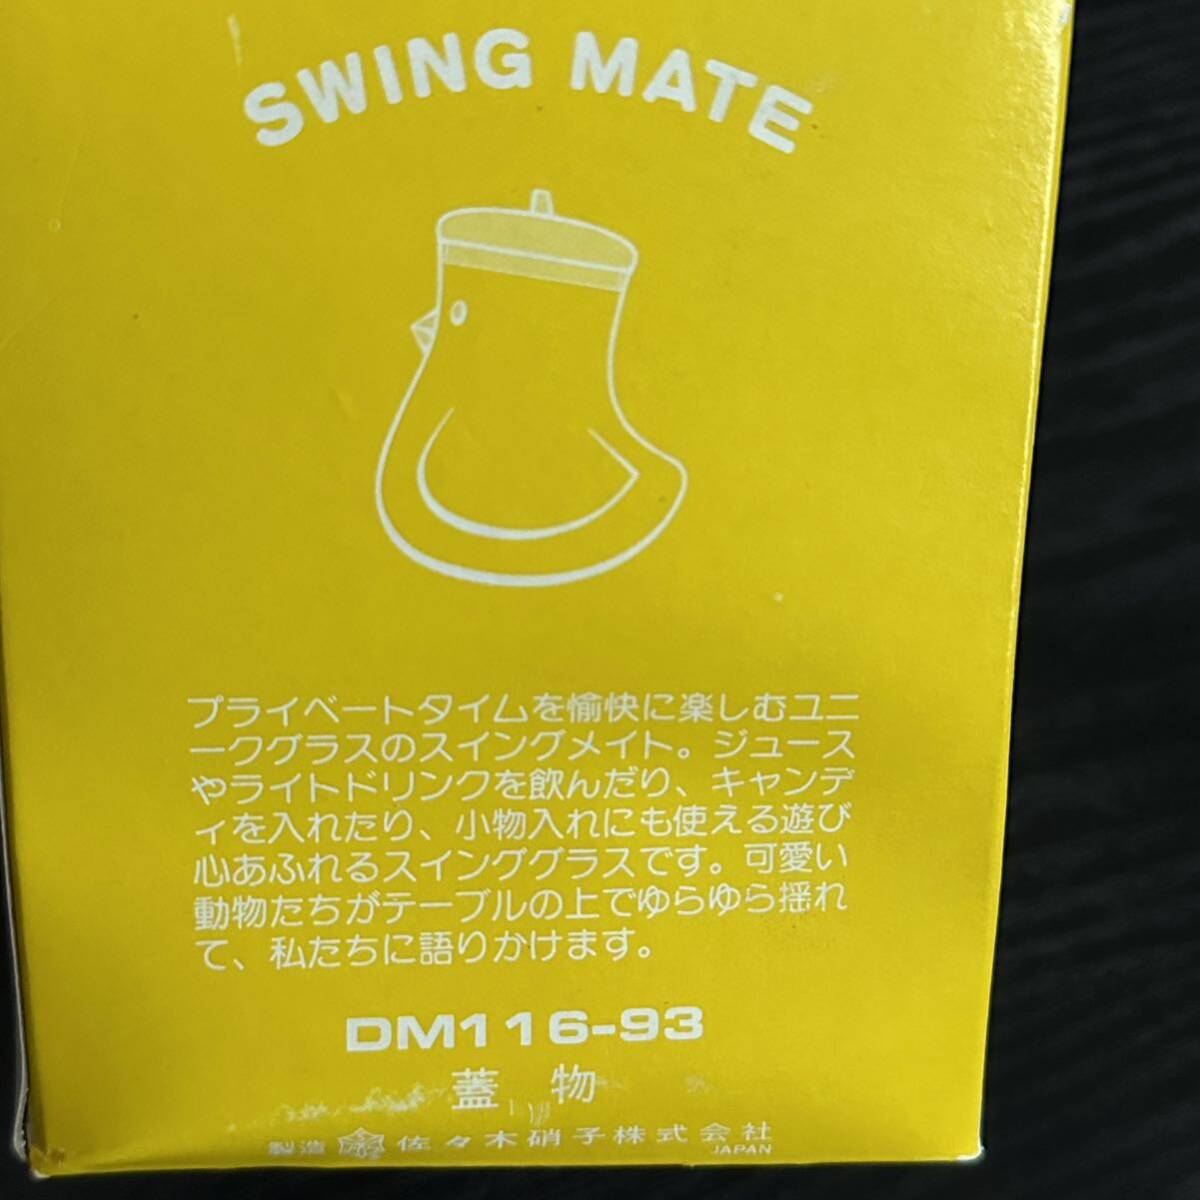 SWING MATE
プライベートタイムを愉快に楽しむユニ
ークグラスのスイングメイト。ジュース
やライトドリンクを飲んだり、キャンデ
ィを入れたり、小物入れにも使える遊び
心あふれるスインググラスです。可愛い
動物たちがテーブルの上でゆらゆら揺れ
て、私たちに語りかけます。
DM116-93
蓋 物
製造 佐々木硝子株式会社
JAPAN